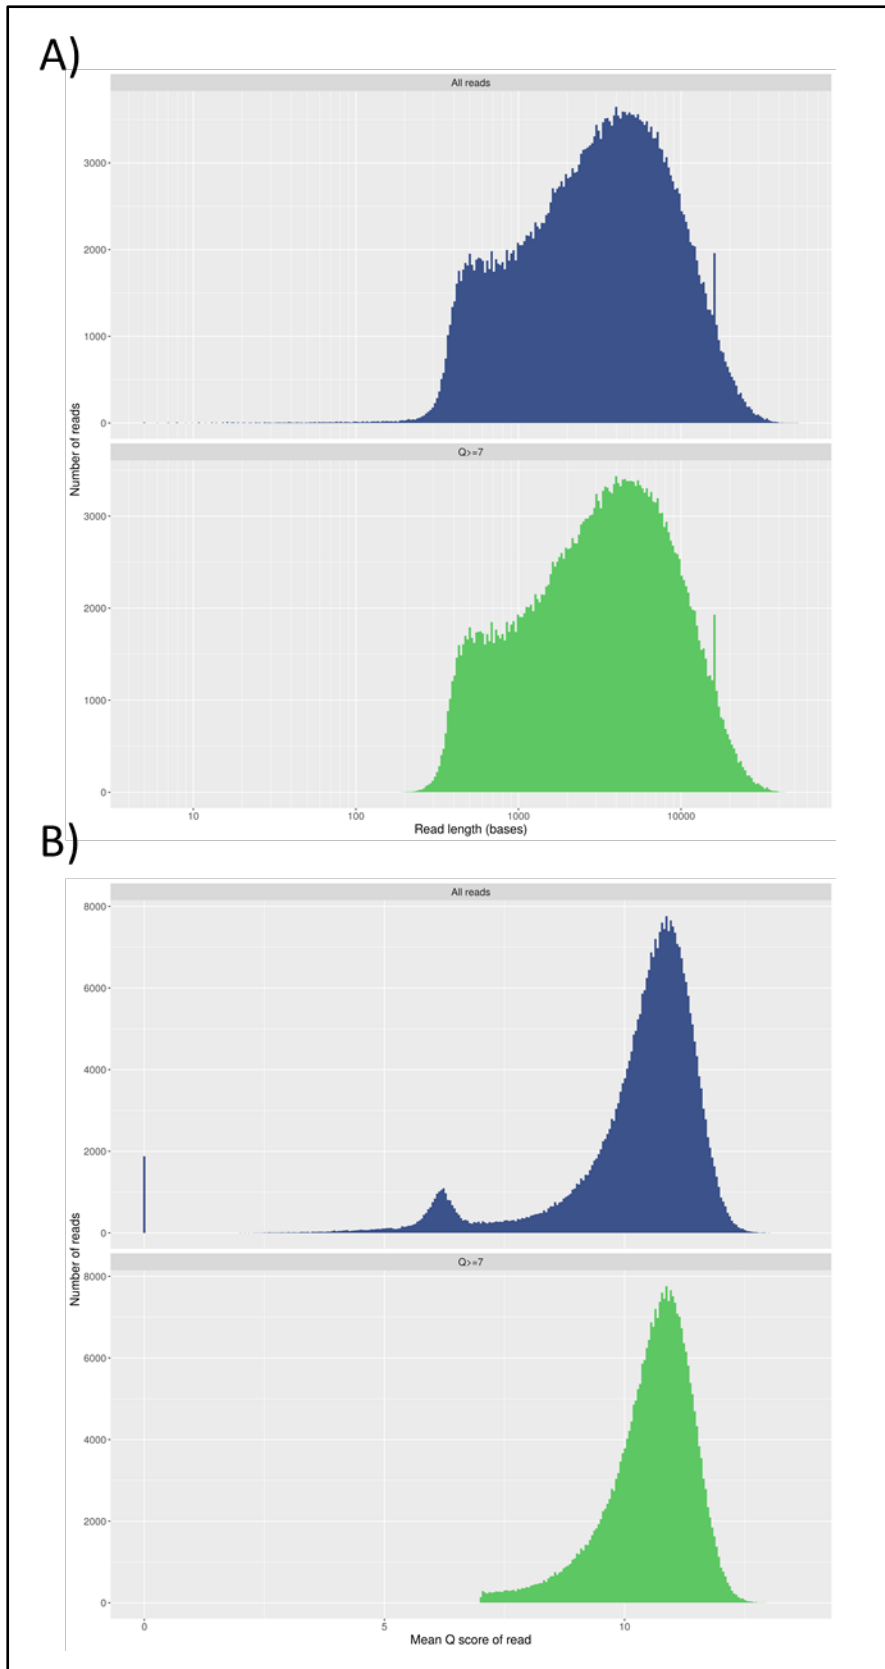 A)
All reads
3000
2000
1000
0
Q>=7
3000
2000
1000
0
Number of reads
10 100 1000 10000
Read length (bases)
B)
All reads
8000
6000
4000
2000
0
Q>=7
8000
6000
4000
2000
0
Number of reads
0 5 10
Mean Q score of read